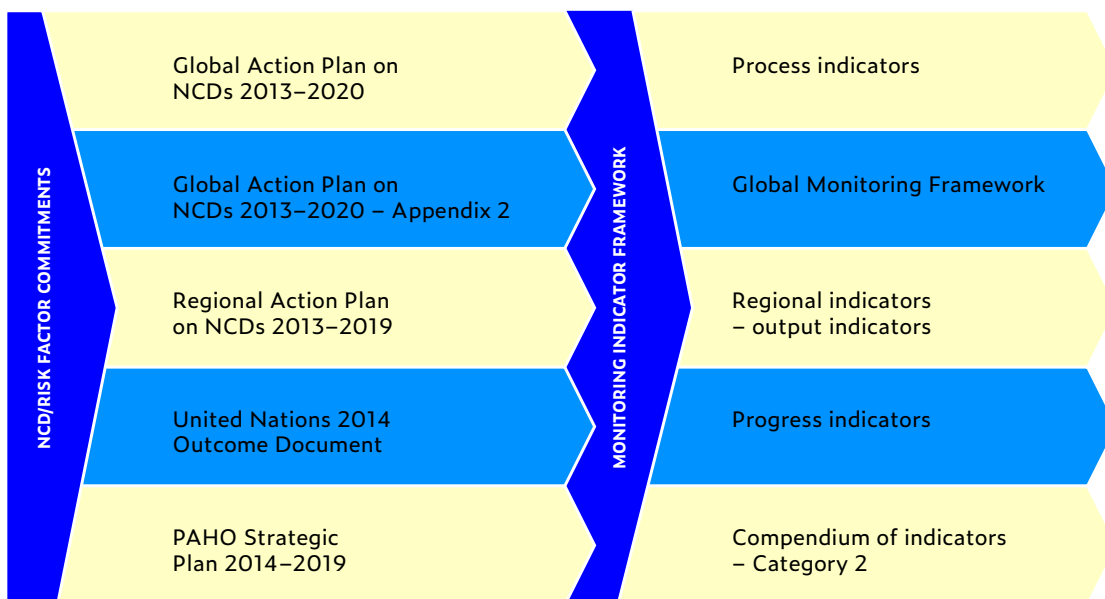 NCD/RISK FACTOR COMMITMENTS
Global Action Plan on
NCDs 2013–2020
Global Action Plan on
NCDs 2013–2020 – Appendix 2
Regional Action Plan
on NCDs 2013–2019
United Nations 2014
Outcome Document
PAHO Strategic
Plan 2014–2019
MONITORING INDICATOR FRAMEWORK
Process indicators
Global Monitoring Framework
Regional indicators
– output indicators
Progress indicators
Compendium of indicators
– Category 2